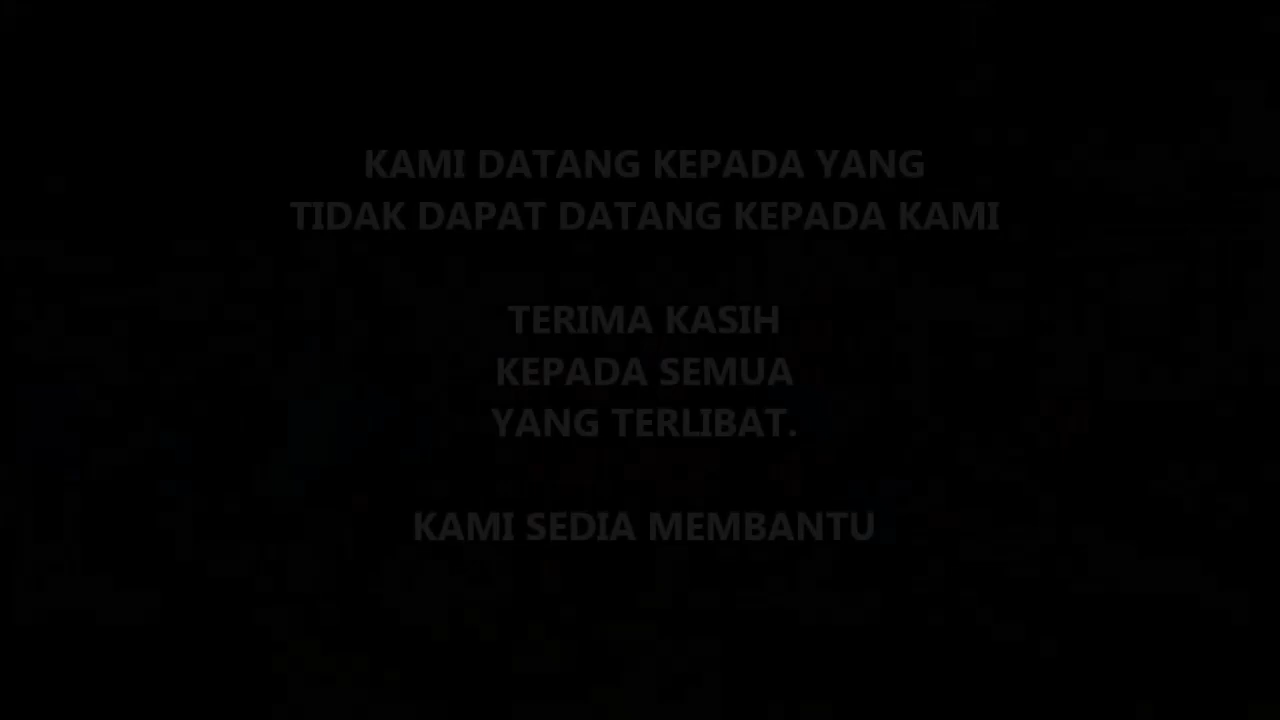 KAMI DATANG KEPADA YANG
TIDAK DAPAT DATANG KEPADA KAMI
TERIMA KASIH
KEPADA SEMUA
YANG TERLIBAT.
KAMI SEDIA MEMBANTU